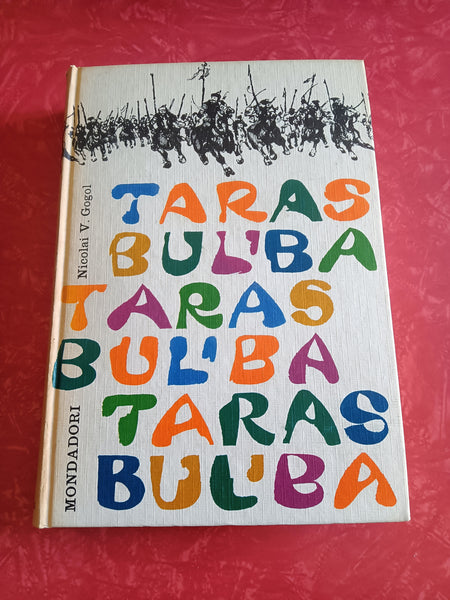 TARAS
BUL'BA
TARAS
BUL'BA
TARAS
BUL'BA
Nicolai V. Gogol
MONDADORI